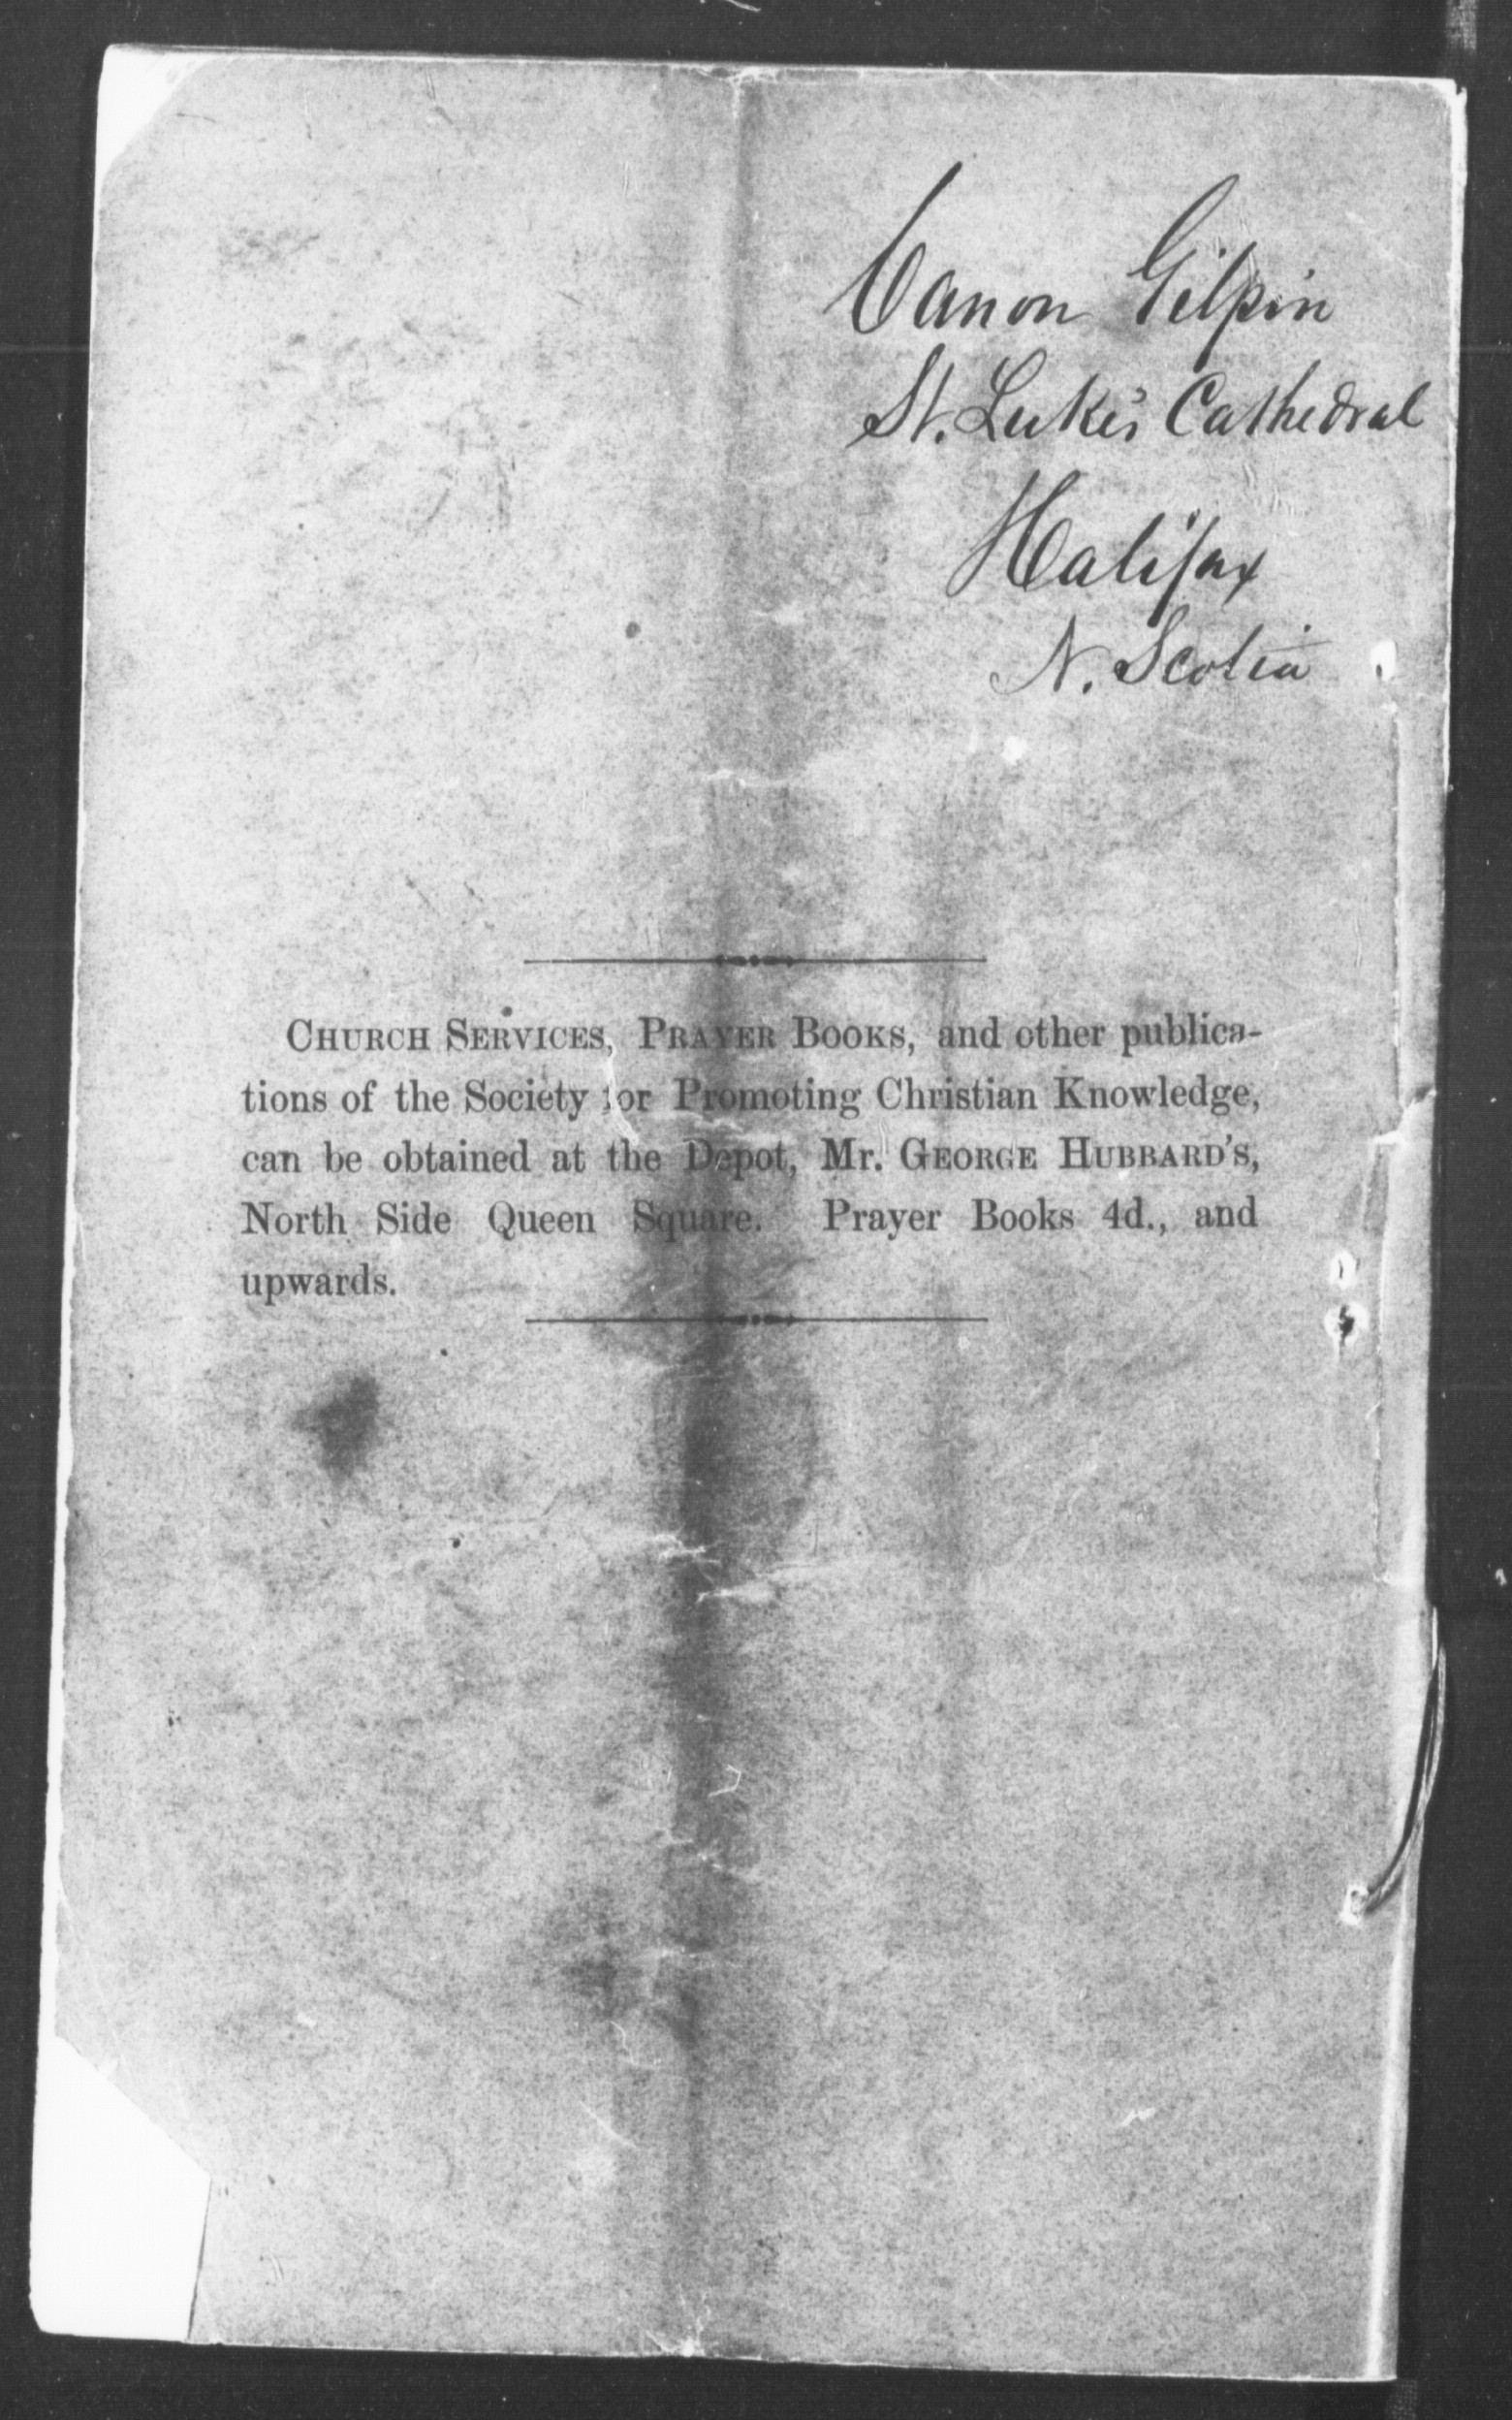 Canon Gilpin
St. Luke's Cathedral
Halifax
N. Scotia
CHURCH SERVICES, PRAYER BOOKS, and other publica-
tions of the Society for Promoting Christian Knowledge,
can be obtained at the Depot, Mr. GEORGE HUBBARD'S,
North Side Queen Square. Prayer Books 4d., and
upwards.